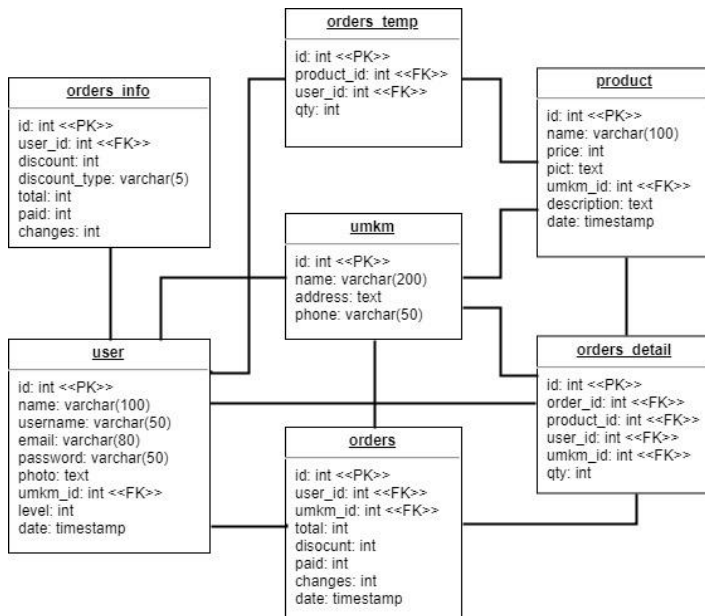 orders_temp
id: int <<PK>>
product_id: int <<FK>>
user_id: int <<FK>>
qty: int
orders_info
id: int <<PK>>
user_id: int <<FK>>
discount: int
discount_type: varchar(5)
total: int
paid: int
changes: int
product
id: int <<PK>>
name: varchar(100)
price: int
pict: text
umkm_id: int <<FK>>
description: text
date: timestamp
umkm
id: int <<PK>>
name: varchar(200)
address: text
phone: varchar(50)
user
id: int <<PK>>
name: varchar(100)
username: varchar(50)
email: varchar(80)
password: varchar(50)
photo: text
umkm_id: int <<FK>>
level: int
date: timestamp
orders_detail
id: int <<PK>>
order_id: int <<FK>>
product_id: int <<FK>>
user_id: int <<FK>>
umkm_id: int <<FK>>
qty: int
orders
id: int <<PK>>
user_id: int <<FK>>
umkm_id: int <<FK>>
total: int
disocunt: int
paid: int
changes: int
date: timestamp